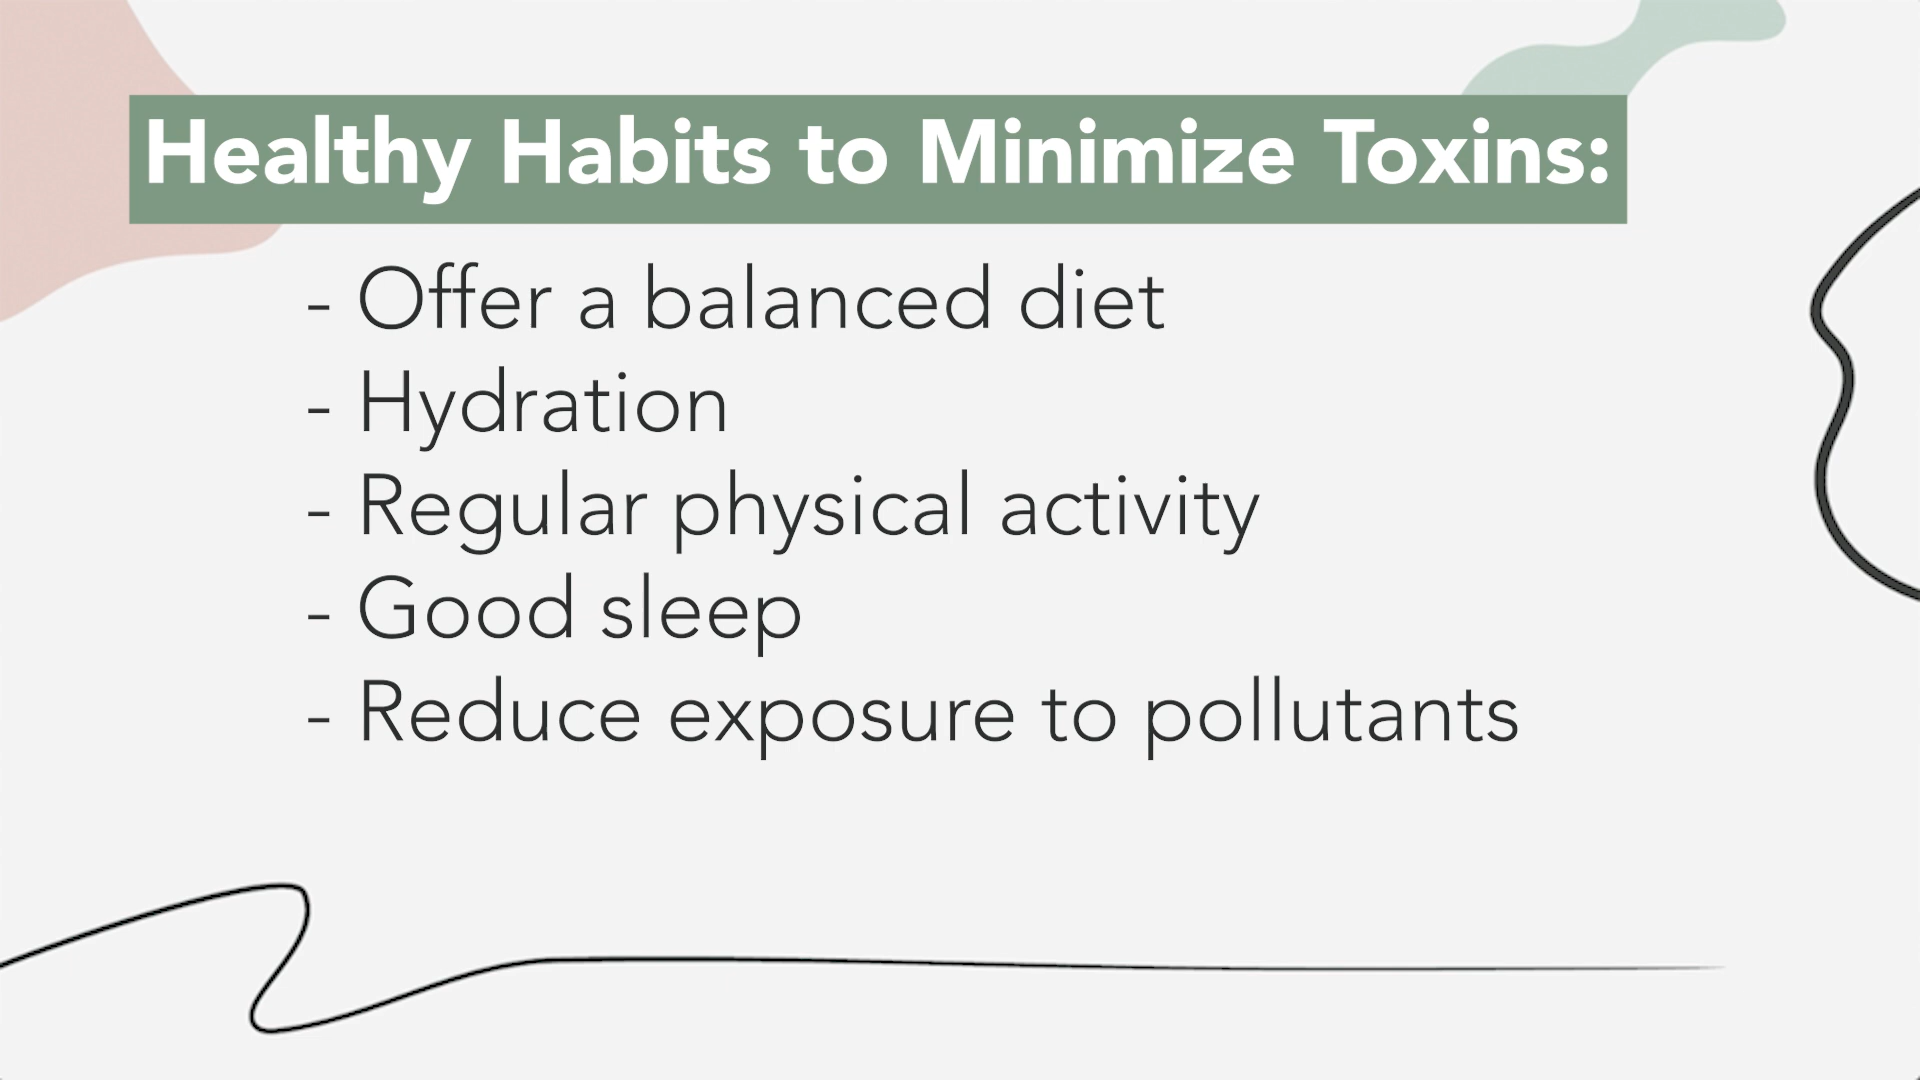 Healthy Habits to Minimize Toxins:
- Offer a balanced diet
- Hydration
- Regular physical activity
- Good sleep
- Reduce exposure to pollutants